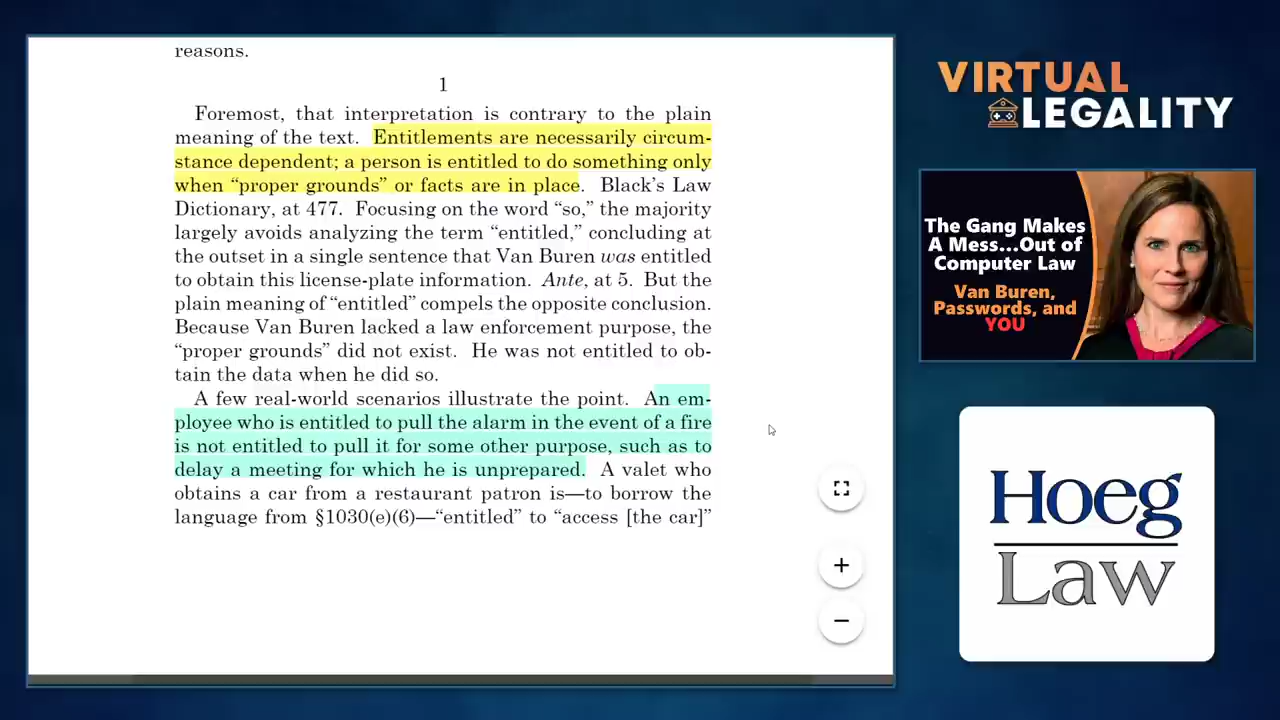 reasons.
1
Foremost, that interpretation is contrary to the plain
meaning of the text. Entitlements are necessarily circum-
stance dependent; a person is entitled to do something only
when “proper grounds” or facts are in place. Black’s Law
Dictionary, at 477. Focusing on the word “so,” the majority
largely avoids analyzing the term “entitled,” concluding at
the outset in a single sentence that Van Buren was entitled
to obtain this license-plate information. Ante, at 5. But the
plain meaning of “entitled” compels the opposite conclusion.
Because Van Buren lacked a law enforcement purpose, the
“proper grounds” did not exist. He was not entitled to ob-
tain the data when he did so.
A few real-world scenarios illustrate the point. An em-
ployee who is entitled to pull the alarm in the event of a fire
is not entitled to pull it for some other purpose, such as to
delay a meeting for which he is unprepared. A valet who
obtains a car from a restaurant patron is—to borrow the
language from §1030(e)(6)—“entitled” to “access [the car]”
VIRTUAL
LEGALITY
The Gang Makes
A Mess...Out of
Computer Law
Van Buren,
Passwords, and
YOU
Hoeg
Law